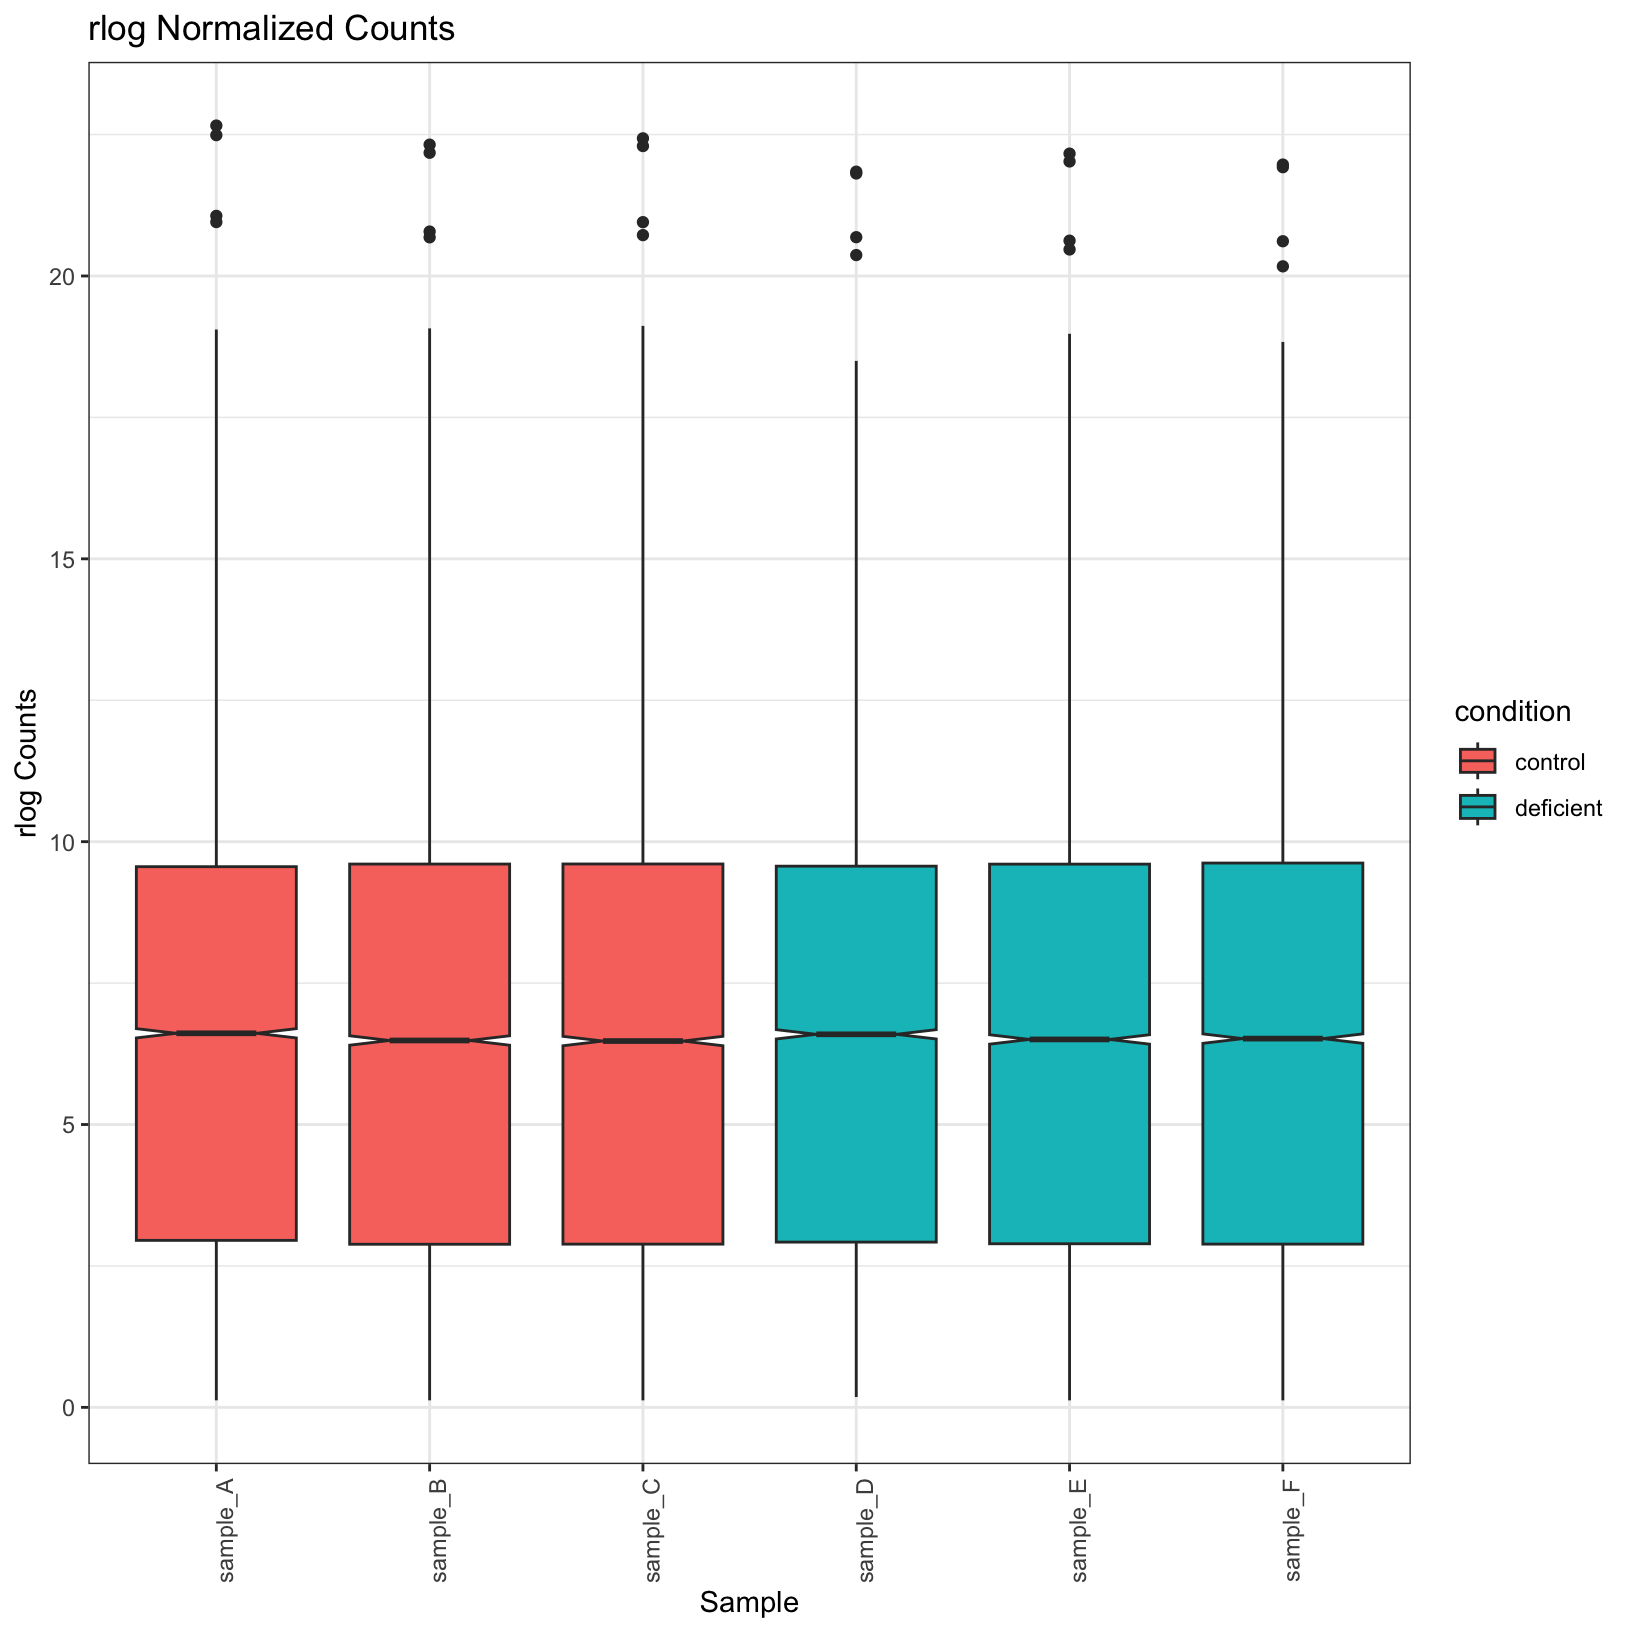 rlog Normalized Counts
rlog Counts
20
15
10
5
0
sample_A
sample_B
sample_C
sample_D
sample_E
sample_F
Sample
condition
control
deficient